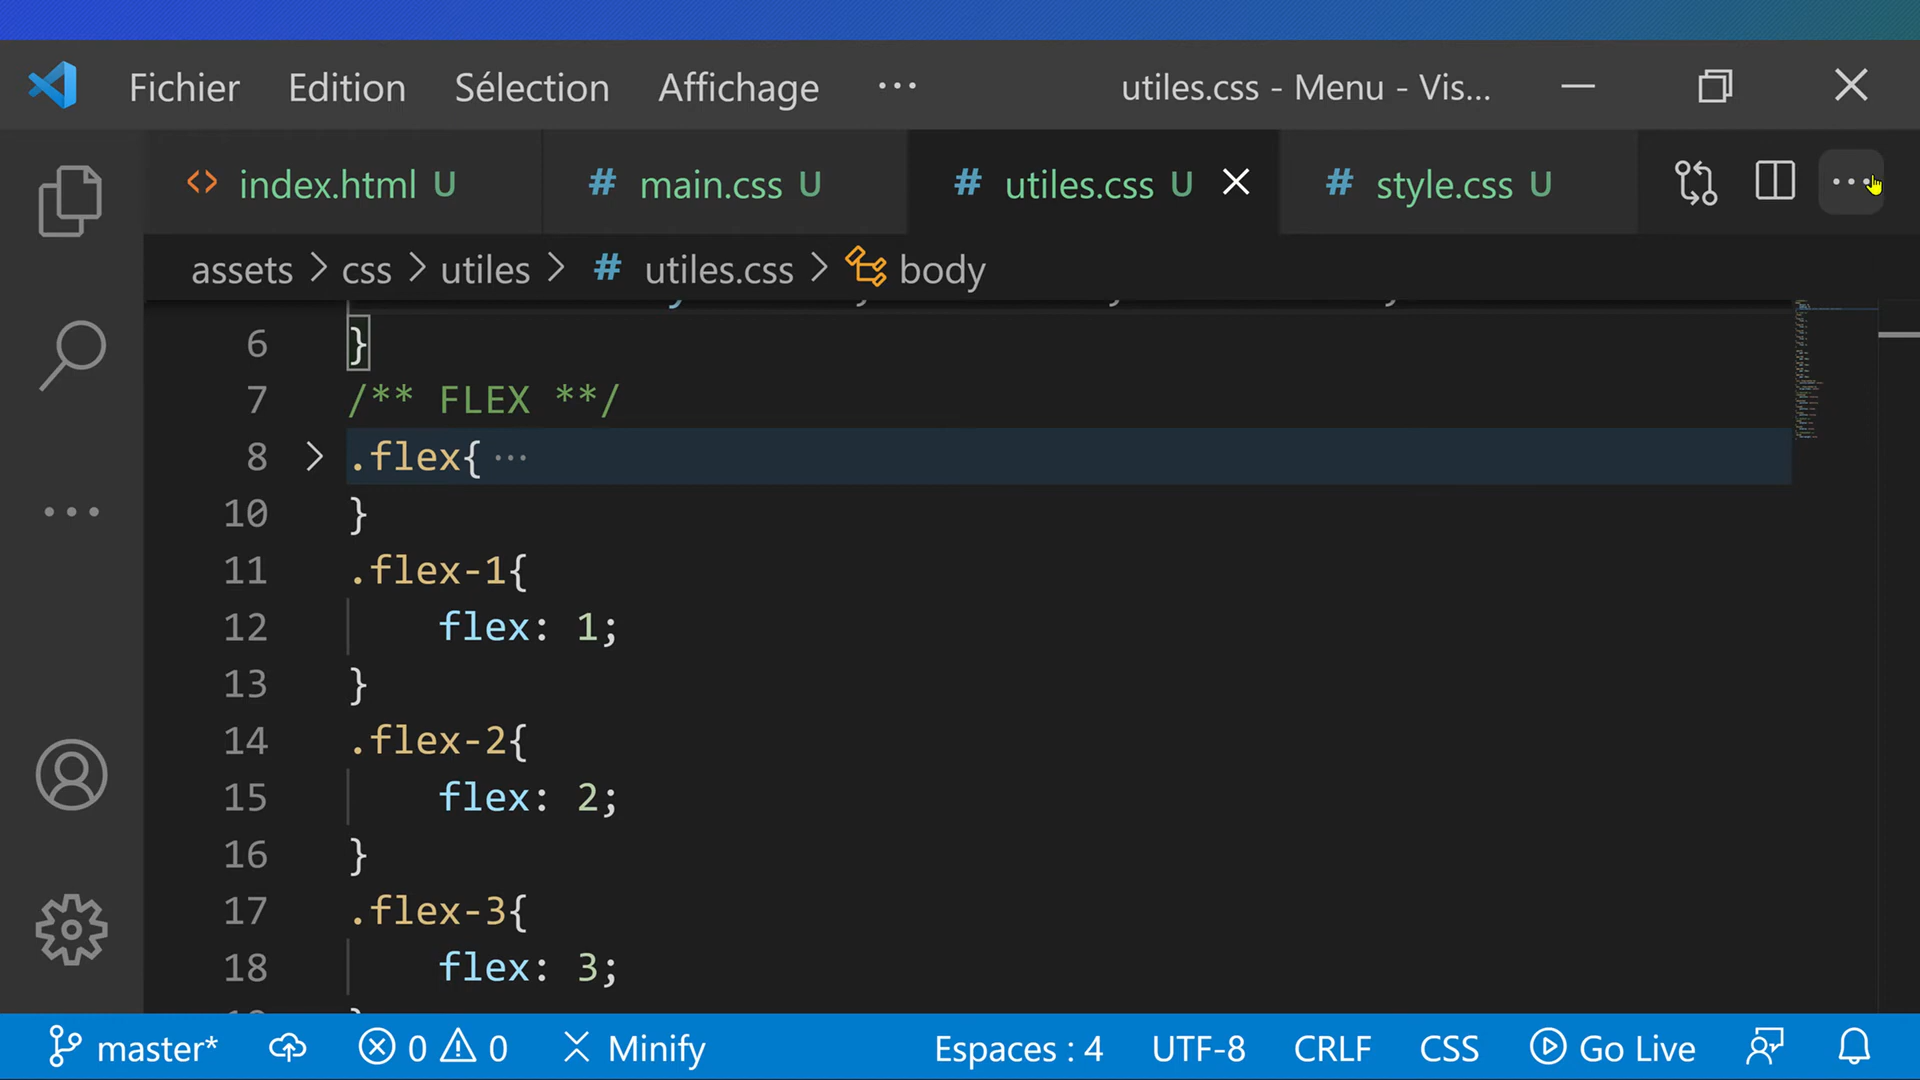 Fichier Edition Sélection Affichage ··· utiles.css - Menu - Vis...
index.html U # main.css U # utiles.css U # style.css U
assets > css > utiles > # utiles.css > body
6 }
7 /** FLEX **/
8 .flex{ ···
10 }
11 .flex-1{
12 flex: 1;
13 }
14 .flex-2{
15 flex: 2;
16 }
17 .flex-3{
18 flex: 3;
master* 0 0 Minify Espaces : 4 UTF-8 CRLF CSS Go Live